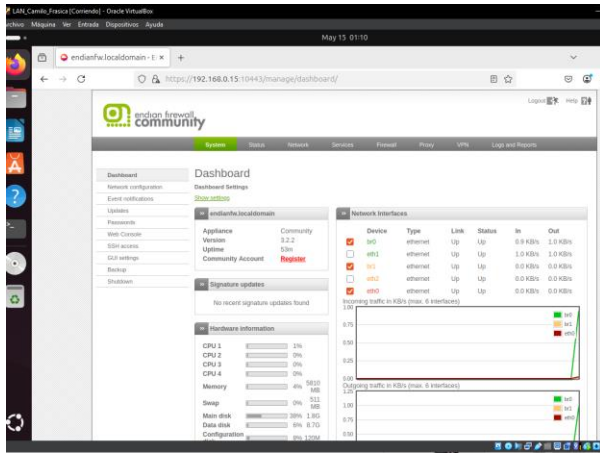 LAN_Camilo_Frasica [Corriendo] - Oracle VirtualBox
Archivo Máquina Ver Entrada Dispositivos Ayuda
May 15 01:10
endianfw.localdomain - E × +
https://192.168.0.15:10443/manage/dashboard/
Logout Help
endian firewall
community
System Status Network Services Firewall Proxy VPN Logs and Reports
Dashboard
Network configuration
Event notifications
Updates
Passwords
Web Console
SSH access
GUI settings
Backup
Shutdown
Dashboard
Dashboard Settings
Show settings
endianfw.localdomain
Appliance Community
Version 3.2.2
Uptime 53m
Community Account Register
Signature updates
No recent signature updates found
Hardware information
CPU 1 1%
CPU 2 0%
CPU 3 0%
CPU 4 0%
Memory 4% 5810 MB
Swap 0% 511 MB
Main disk 39% 1.8G
Data disk 6% 8.7G
Configuration 8% 120M
Network Interfaces
Device Type Link Status In Out
br0 ethernet Up Up 0.9 KB/s 1.0 KB/s
eth1 ethernet Up Up 1.0 KB/s 1.0 KB/s
br1 ethernet Up Up 0.0 KB/s 0.0 KB/s
eth2 ethernet Up Up 0.0 KB/s 0.0 KB/s
eth0 ethernet Up Up 0.0 KB/s 0.0 KB/s
Incoming traffic in KB/s (max. 6 interfaces)
1.00
0.75
0.50
0.25
0.00
br0
br1
eth0
Outgoing traffic in KB/s (max. 6 interfaces)
1.25
1.00
0.75
0.50
br0
br1
eth0